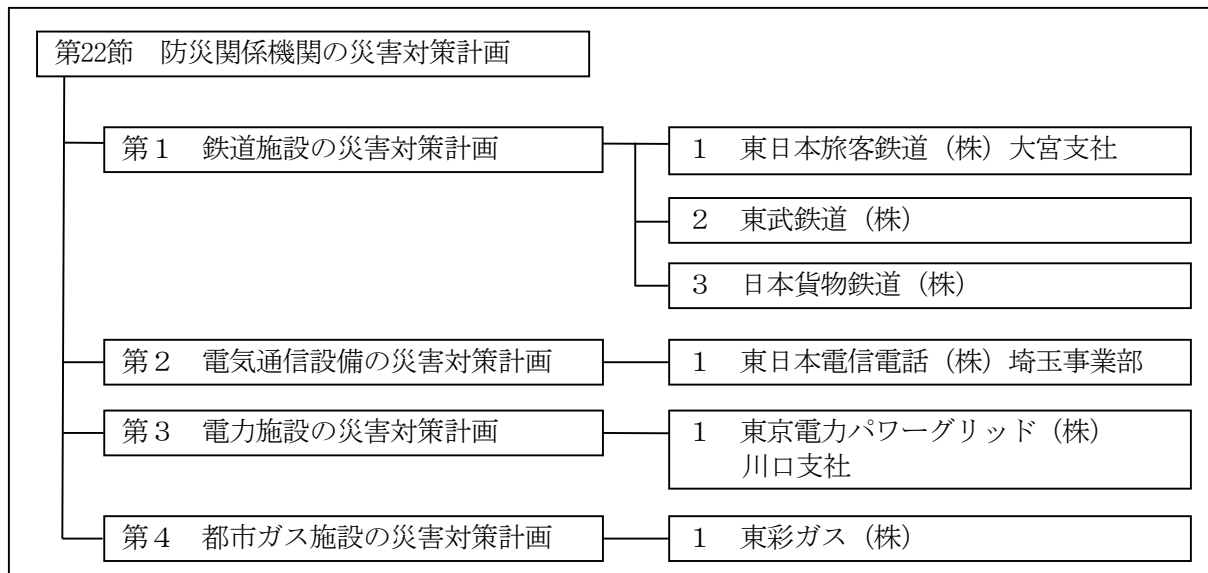 第22節　防災関係機関の災害対策計画
第１　鉄道施設の災害対策計画
１　東日本旅客鉄道（株）大宮支社
２　東武鉄道（株）
３　日本貨物鉄道（株）
第２　電気通信設備の災害対策計画
１　東日本電信電話（株）埼玉事業部
第３　電力施設の災害対策計画
１　東京電力パワーグリッド（株）
川口支社
第４　都市ガス施設の災害対策計画
１　東彩ガス（株）